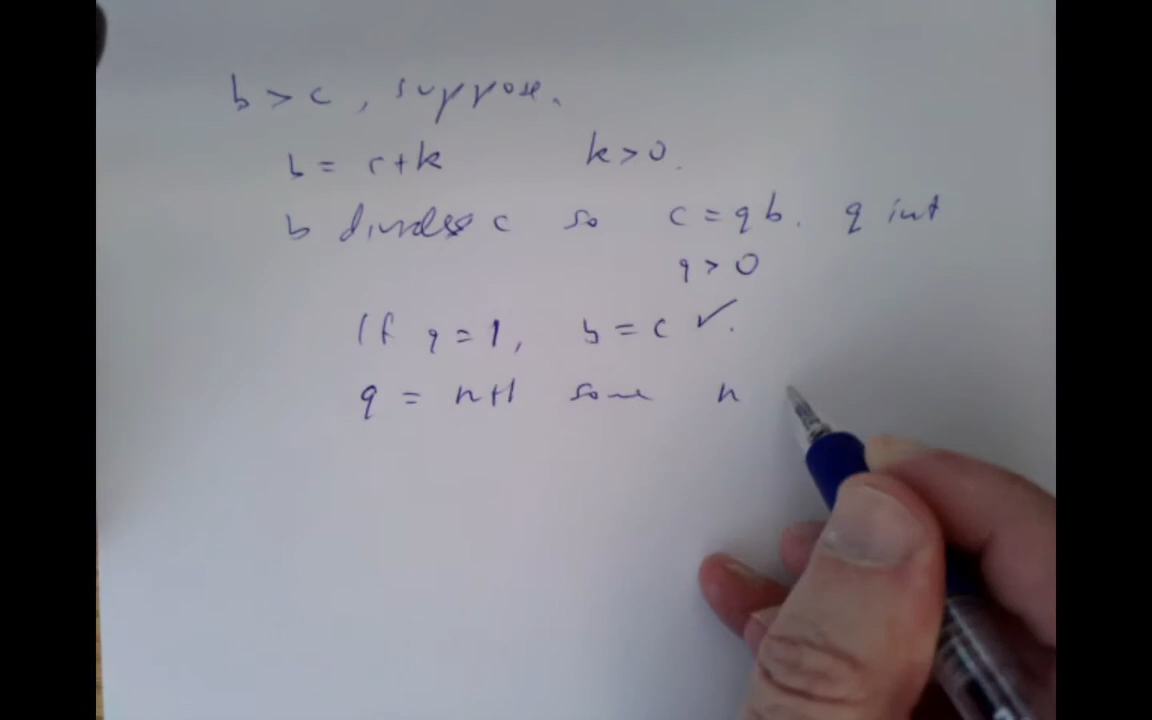 b > c, suppose.
b = c+k k > 0.
b divides c so c = qb. q int
q > 0
If q = 1, b = c ✓.
q = n+1 some n